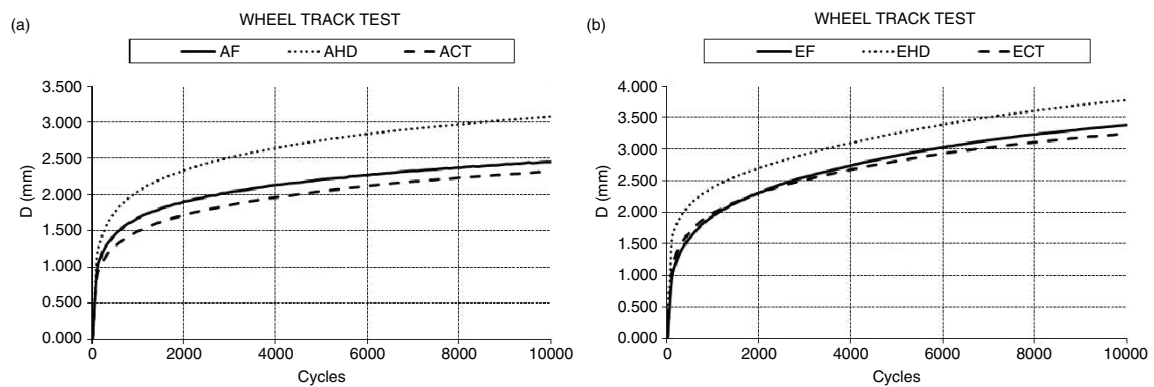 (a)
WHEEL TRACK TEST
AF AHD ACT
3.500
3.000
2.500
2.000
1.500
1.000
0.500
0.000
D (mm)
0 2000 4000 6000 8000 10000
Cycles
(b)
WHEEL TRACK TEST
EF EHD ECT
4.000
3.500
3.000
2.500
2.000
1.500
1.000
0.500
0.000
D (mm)
0 2000 4000 6000 8000 10000
Cycles